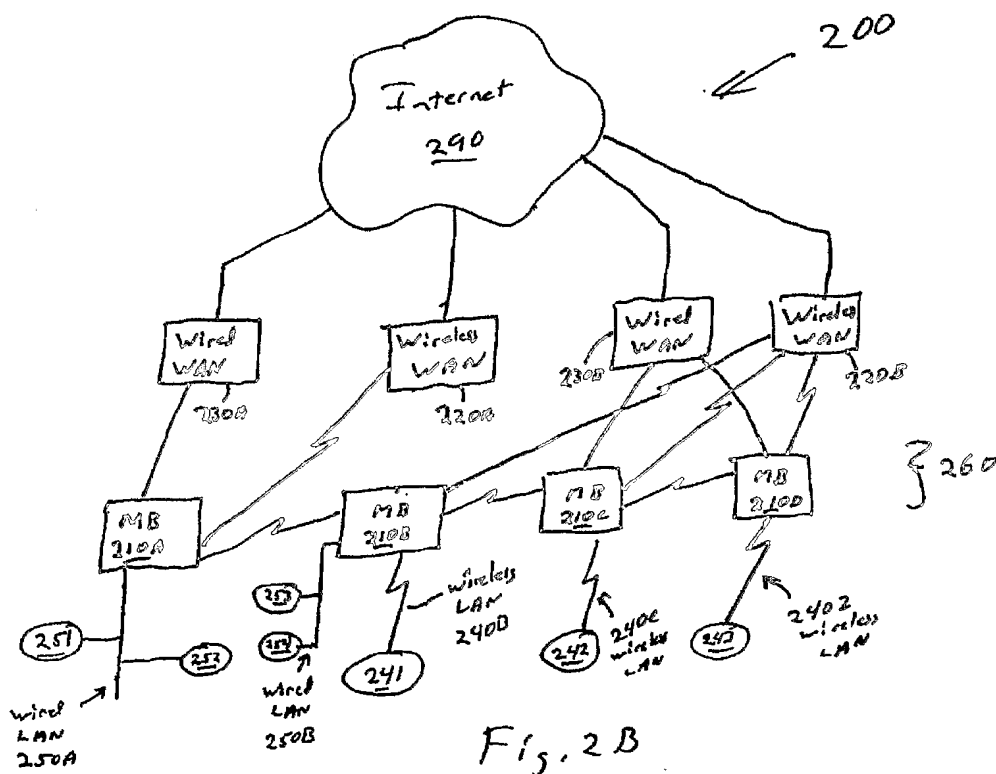 200
Internet
290
Wired
WAN
230A
Wireless
WAN
220A
Wired
WAN
230B
Wireless
WAN
220B
260
MB
210A
MB
210B
MB
210C
MB
210D
251
252
wired
LAN
250A
253
254
wired
LAN
250B
241
wireless
LAN
240B
242
240C
wireless
LAN
243
240D
wireless
LAN
Fig. 2B